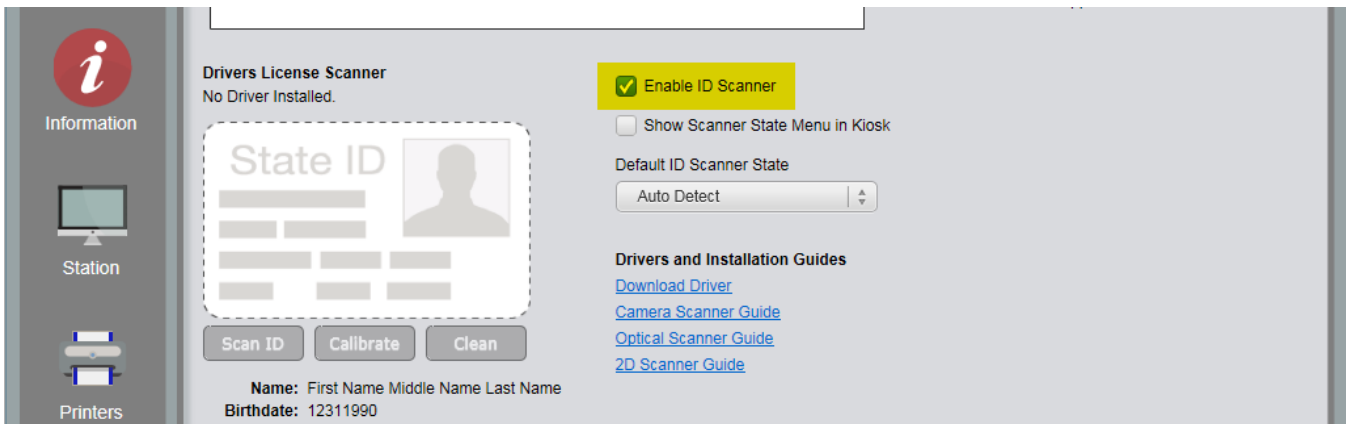 Information
Station
Printers
Drivers License Scanner
No Driver Installed.
State ID
Scan ID
Calibrate
Clean
Name: First Name Middle Name Last Name
Birthdate: 12311990
Enable ID Scanner
Show Scanner State Menu in Kiosk
Default ID Scanner State
Auto Detect
Drivers and Installation Guides
Download Driver
Camera Scanner Guide
Optical Scanner Guide
2D Scanner Guide